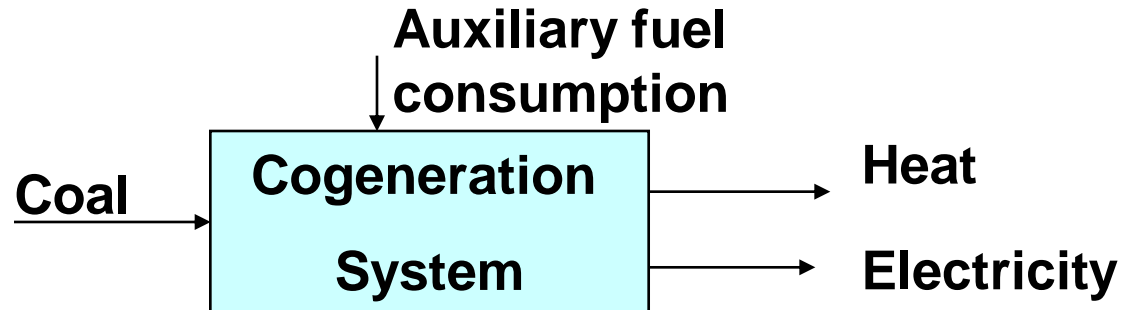 Auxiliary fuel
consumption
Coal
Cogeneration
System
Heat
Electricity